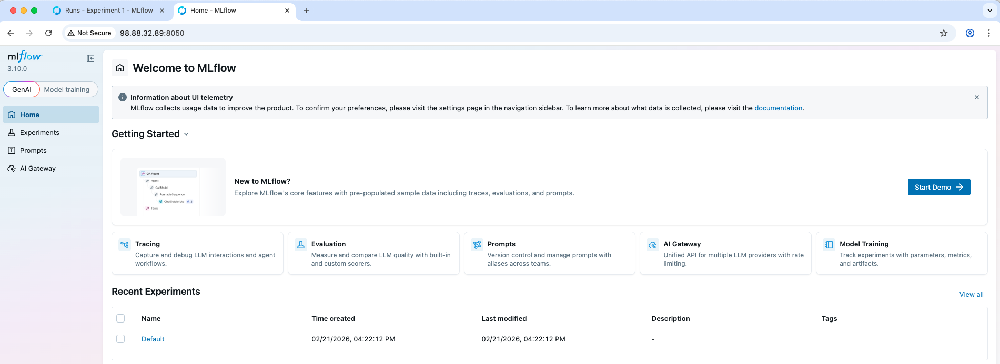 Runs - Experiment 1 - MLflow
Home - MLflow
Not Secure
98.88.32.89:8050
mlflow
3.10.0
GenAI
Model training
Home
Experiments
Prompts
AI Gateway
Welcome to MLflow
Information about UI telemetry
MLflow collects usage data to improve the product. To confirm your preferences, please visit the settings page in the navigation sidebar. To learn more about what data is collected, please visit the documentation.
Getting Started
QA Agent
Agent
CallModel
RunnableSequence
ChatDatabricks 3
Tools
New to MLflow?
Explore MLflow's core features with pre-populated sample data including traces, evaluations, and prompts.
Start Demo
Tracing
Capture and debug LLM interactions and agent
workflows.
Evaluation
Measure and compare LLM quality with built-in
and custom scorers.
Prompts
Version control and manage prompts with
aliases across teams.
AI Gateway
Unified API for multiple LLM providers with rate
limiting.
Model Training
Track experiments with parameters, metrics,
and artifacts.
Recent Experiments
View all
Name Time created Last modified Description Tags
Default 02/21/2026, 04:22:12 PM 02/21/2026, 04:22:12 PM -